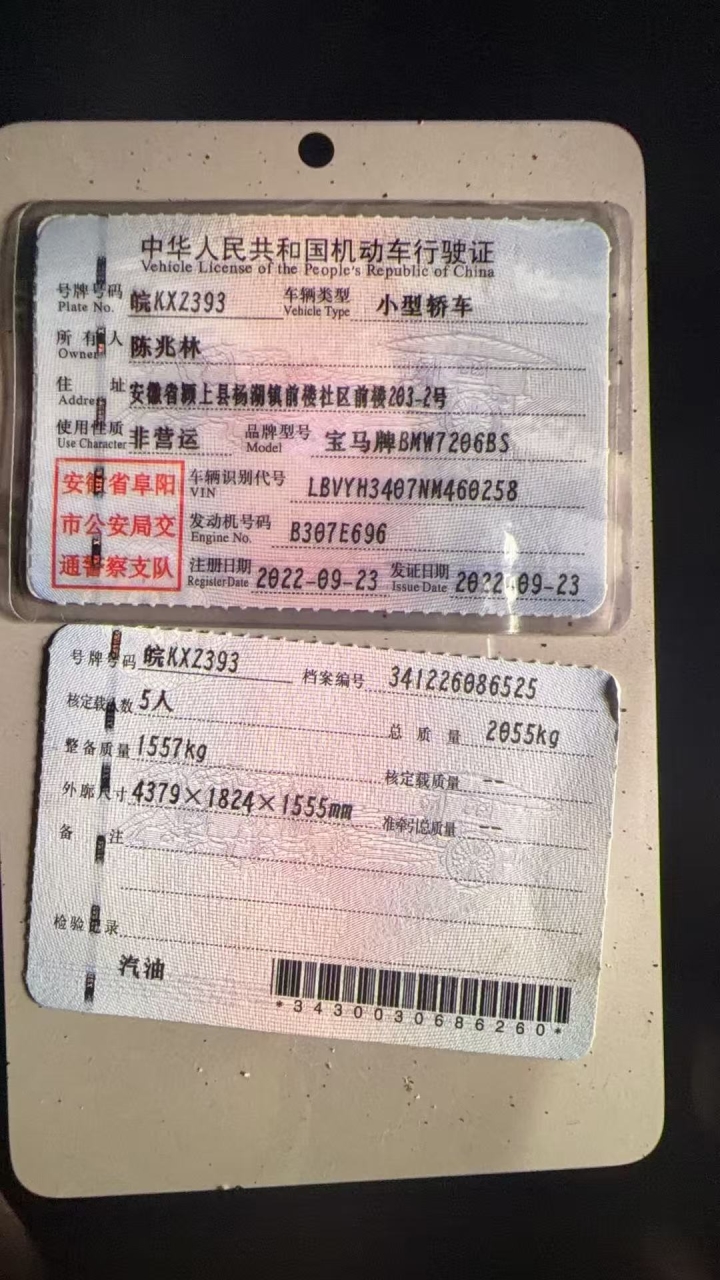 中华人民共和国机动车行驶证
Vehicle License of the People's Republic of China
号牌号码 皖KXZ393 车辆类型 小型轿车
Plate No. Vehicle Type
所有人 陈兆林
Owner
住址 安徽省颍上县杨湖镇前楼社区前楼203-2号
Address
使用性质 非营运 品牌型号 宝马牌BMW7206BS
Use Character Model
安徽省阜阳
市公安局交
通警察支队
车辆识别代号 LBVYH3407NM460258
VIN
发动机号码 B307E696
Engine No.
注册日期 2022-09-23 发证日期 2022-09-23
Register Date Issue Date
号牌号码 皖KXZ393 档案编号 341226086525
核定载人数 5人 总质量 2055kg
整备质量 1557kg 核定载质量 --
外廓尺寸 4379×1824×1555mm 准牵引总质量 --
备注
检验记录
汽油
*3430030686260*